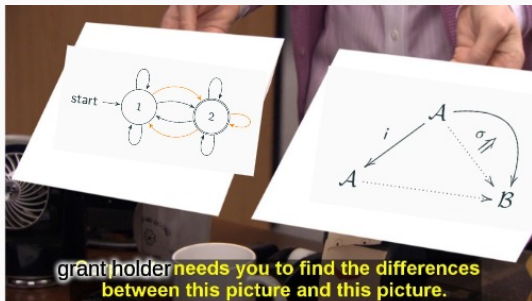 start
1
2
𝒜
σ
i
𝒜
ℬ
grant holder needs you to find the differences
between this picture and this picture.